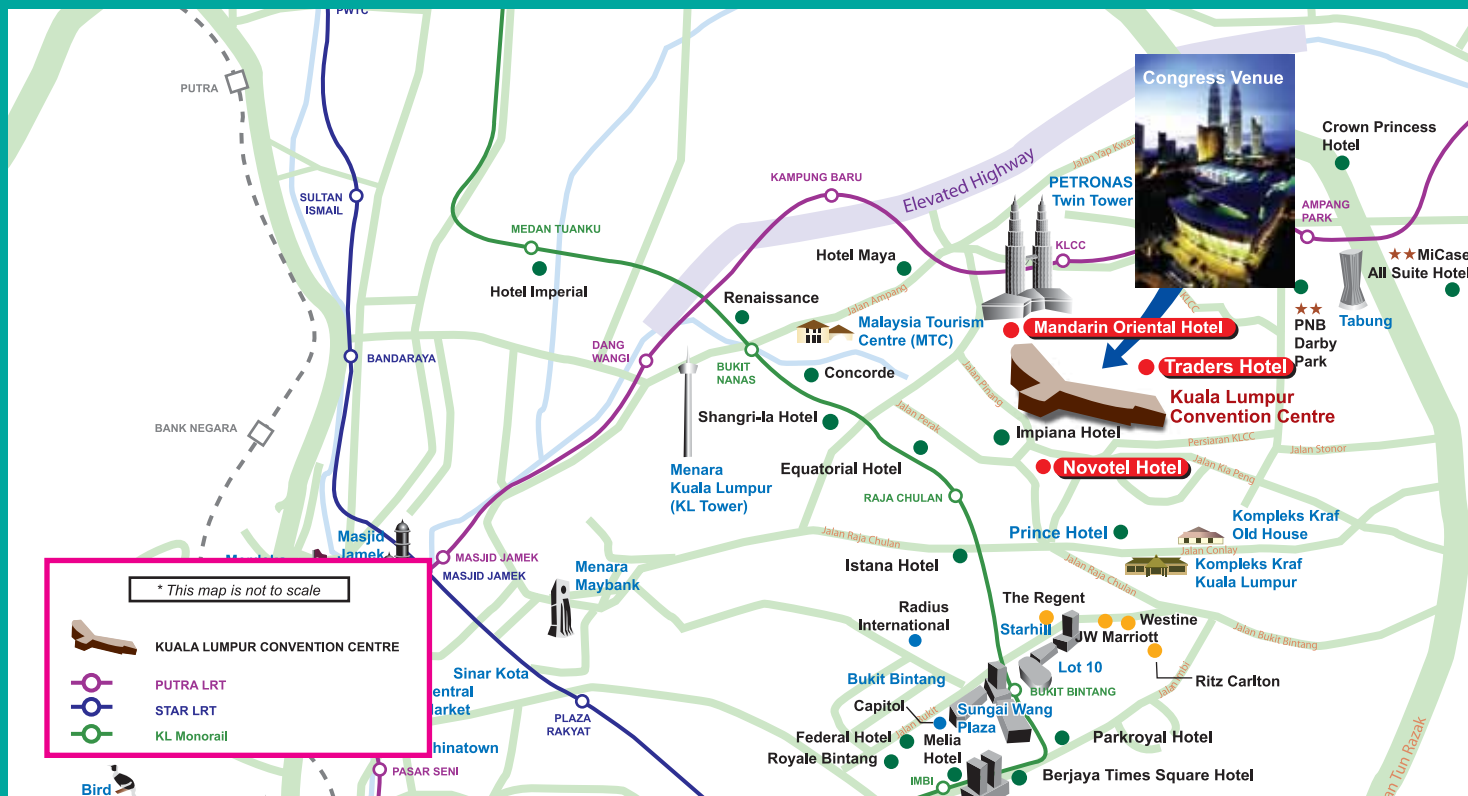 PWTC
PUTRA
Congress Venue
Crown Princess
Hotel
Jalan Yap Kwan
Elevated Highway
PETRONAS
Twin Tower
KAMPUNG BARU
SULTAN
ISMAIL
AMPANG
PARK
MEDAN TUANKU
KLCC
Hotel Maya
★★MiCase
All Suite Hotel
Hotel Imperial
Renaissance
Jalan Ampang
KLCC
★★
PNB
Darby
Park
Tabung
Malaysia Tourism
Centre (MTC)
Mandarin Oriental Hotel
DANG
WANGI
BANDARAYA
BUKIT
NANAS
Concorde
Traders Hotel
Jalan Pinang
Kuala Lumpur
Convention Centre
Shangri-la Hotel
Jalan Perak
BANK NEGARA
Impiana Hotel
Persiaran KLCC
Jalan Stonor
Menara
Kuala Lumpur
(KL Tower)
Equatorial Hotel
Novotel Hotel
Jalan Kia Peng
RAJA CHULAN
Kompleks Kraf
Old House
Prince Hotel
Jalan Raja Chulan
Masjid
Jamek
Jalan Conlay
MASJID JAMEK
MASJID JAMEK
Menara
Maybank
Istana Hotel
Kompleks Kraf
Kuala Lumpur
Jalan Raja Chulan
* This map is not to scale
The Regent
Radius
International
Starhill
Westine
JW Marriott
Jalan Bukit Bintang
KUALA LUMPUR CONVENTION CENTRE
Sinar Kota
Lot 10
Bukit Bintang
Ritz Carlton
Jalan Imbi
PUTRA LRT
BUKIT BINTANG
STAR LRT
entral
arket
Capitol
Sungai Wang
Plaza
Jalan Bukit
PLAZA
RAKYAT
KL Monorail
hinatown
Federal Hotel
Melia
Hotel
Parkroyal Hotel
Royale Bintang
PASAR SENI
IMBI
Berjaya Times Square Hotel
Bird
an Tun Razak